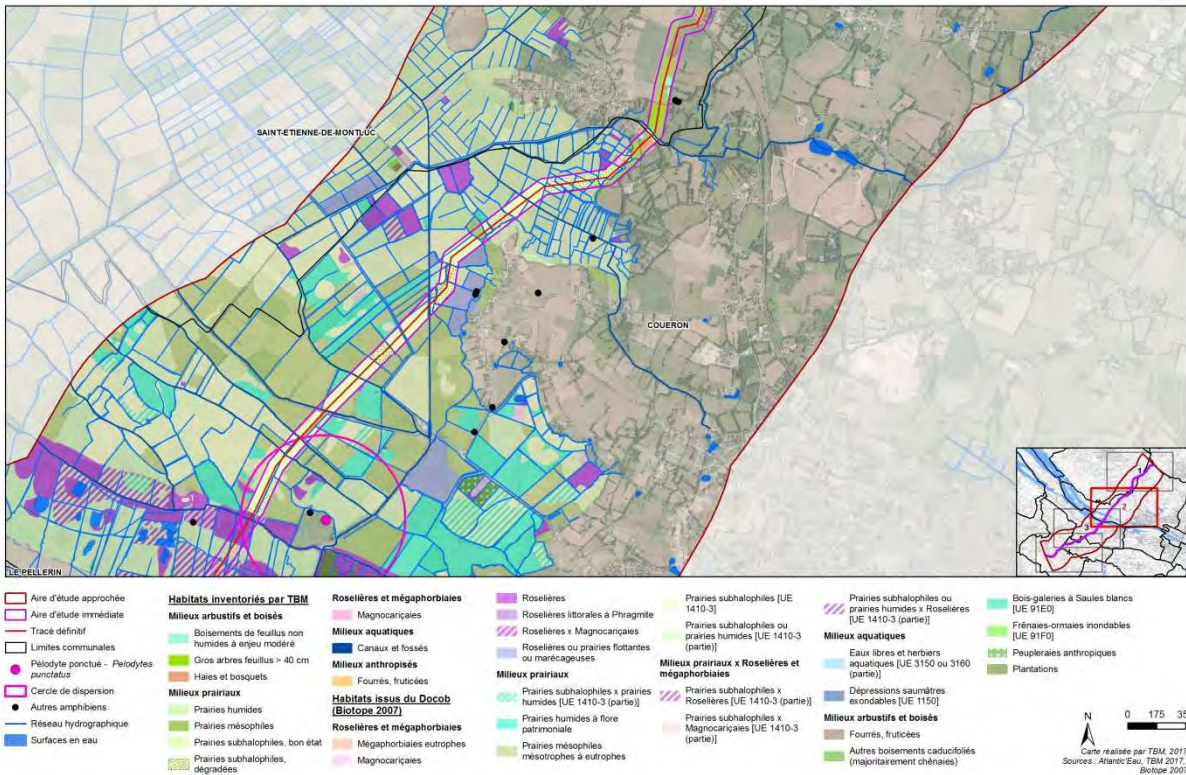 SAINT-ETIENNE-DE-MONTLUC
COUERON
LE PELLERIN
1
2
3
Aire d'étude approchée
Aire d'étude immédiate
Tracé définitif
Limites communales
Pélodyte ponctué - Pelodytes
punctatus
Cercle de dispersion
Autres amphibiens
Réseau hydrographique
Surfaces en eau
Habitats inventoriés par TBM
Milieux arbustifs et boisés
Boisements de feuillus non
humides à enjeu modéré
Gros arbres feuillus > 40 cm
Haies et bosquets
Milieux prairiaux
Prairies humides
Prairies mésophiles
Prairies subhalophiles, bon état
Prairies subhalophiles,
dégradées
Roselières et mégaphorbiaies
Magnocariçaies
Milieux aquatiques
Canaux et fossés
Milieux anthropisés
Fourrés, fruticées
Habitats issus du Docob
(Biotope 2007)
Roselières et mégaphorbiaies
Mégaphorbiaies eutrophes
Magnocariçaies
Roselières
Roselières littorales à Phragmite
Roselières x Magnocariçaies
Roselières ou prairies flottantes
ou marécageuses
Milieux prairiaux
Prairies subhalophiles x prairies
humides [UE 1410-3 (partie)]
Prairies humides à flore
patrimoniale
Prairies mésophiles
mésotrophes à eutrophes
Prairies subhalophiles [UE
1410-3]
Prairies subhalophiles ou
prairies humides [UE 1410-3
(partie)]
Milieux prairiaux x Roselières et
mégaphorbiaies
Prairies subhalophiles x
Roselières [UE 1410-3 (partie)]
Prairies subhalophiles x
Magnocariçaies [UE 1410-3
(partie)]
Prairies subhalophiles ou
prairies humides x Roselières
[UE 1410-3 (partie)]
Milieux aquatiques
Eaux libres et herbiers
aquatiques [UE 3150 or 3160
(partie)]
Dépressions saumâtres
exondables [UE 1150]
Milieux arbustifs et boisés
Fourrés, fruticées
Autres boisements caducifoliés
(majoritairement chênaies)
Bois-galeries à Saules blancs
[UE 91E0]
Frênaies-ormaies inondables
[UE 91F0]
Peupleraies anthropiques
Plantations
N
0 175 35
Carte réalisée par TBM, 2017
Sources : Atlantic'Eau, TBM 2017,
Biotope 2007